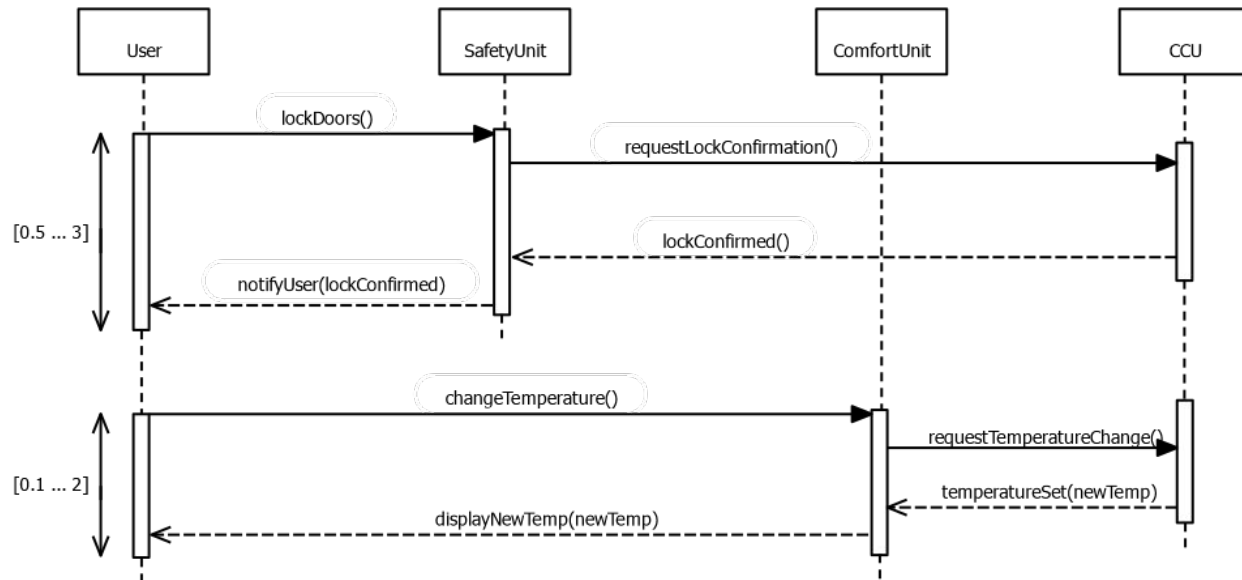 User
SafetyUnit
ComfortUnit
CCU
lockDoors()
requestLockConfirmation()
[0.5 ... 3]
lockConfirmed()
notifyUser(lockConfirmed)
changeTemperature()
requestTemperatureChange()
[0.1 ... 2]
temperatureSet(newTemp)
displayNewTemp(newTemp)